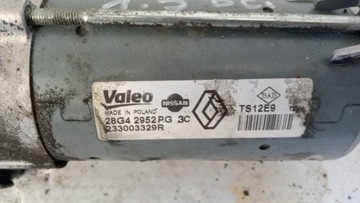 Valeo
MADE IN POLAND
NISSAN
TS12E9
28G4 2952PG 3C
233003329R